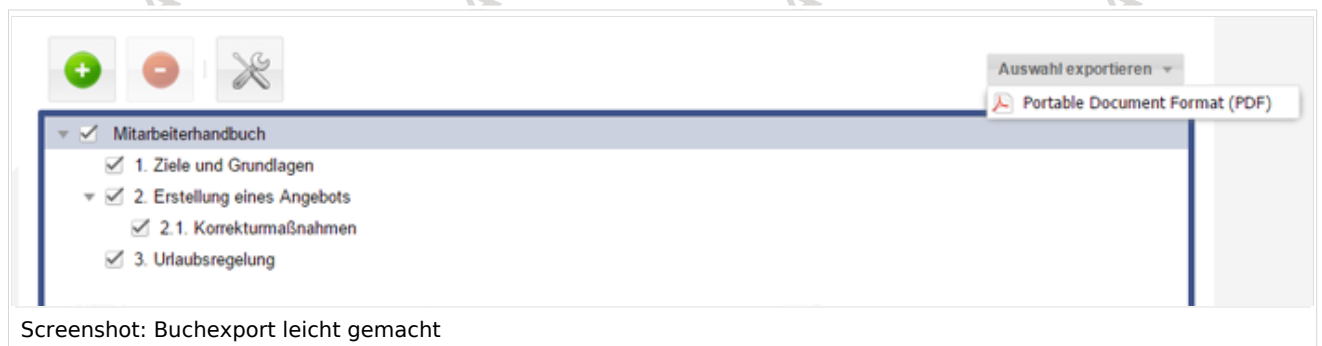 Auswahl exportieren
Portable Document Format (PDF)
Mitarbeiterhandbuch
1. Ziele und Grundlagen
2. Erstellung eines Angebots
2.1. Korrekturmaßnahmen
3. Urlaubsregelung
Screenshot: Buchexport leicht gemacht